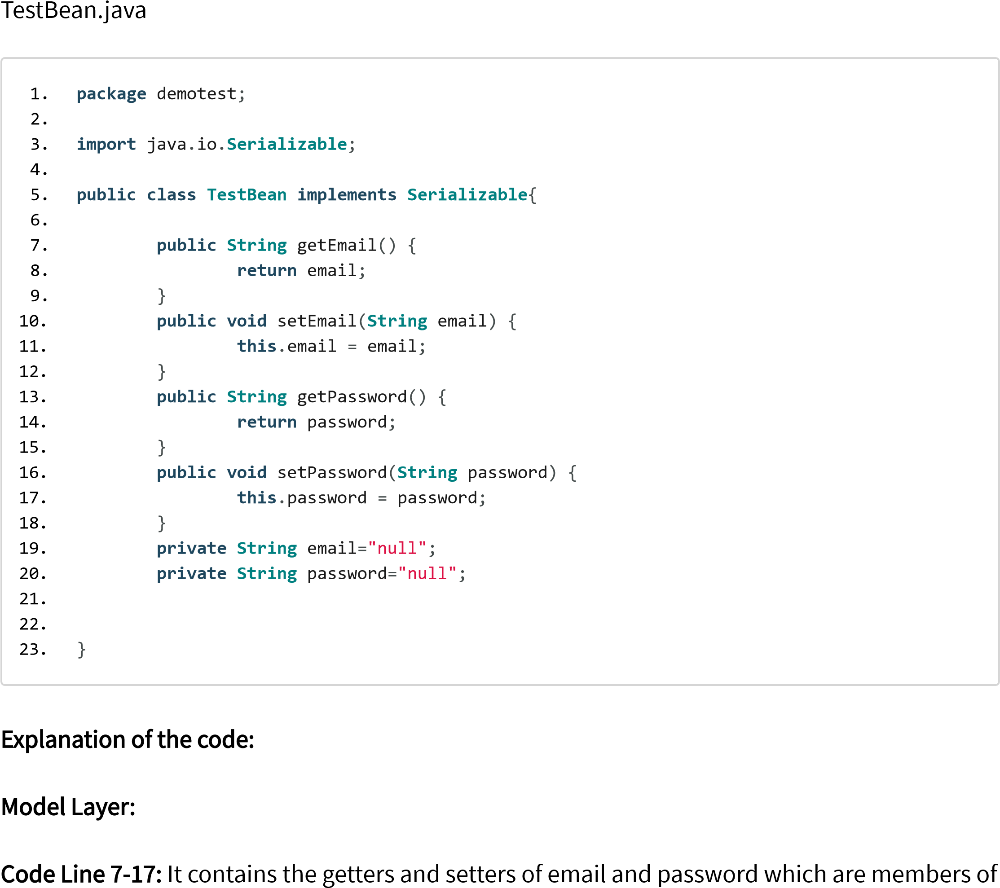 TestBean.java
1. package demotest;
2.
3. import java.io.Serializable;
4.
5. public class TestBean implements Serializable{
6.
7. public String getEmail() {
8. return email;
9. }
10. public void setEmail(String email) {
11. this.email = email;
12. }
13. public String getPassword() {
14. return password;
15. }
16. public void setPassword(String password) {
17. this.password = password;
18. }
19. private String email="null";
20. private String password="null";
21.
22.
23. }
Explanation of the code:
Model Layer:
Code Line 7-17: It contains the getters and setters of email and password which are members of